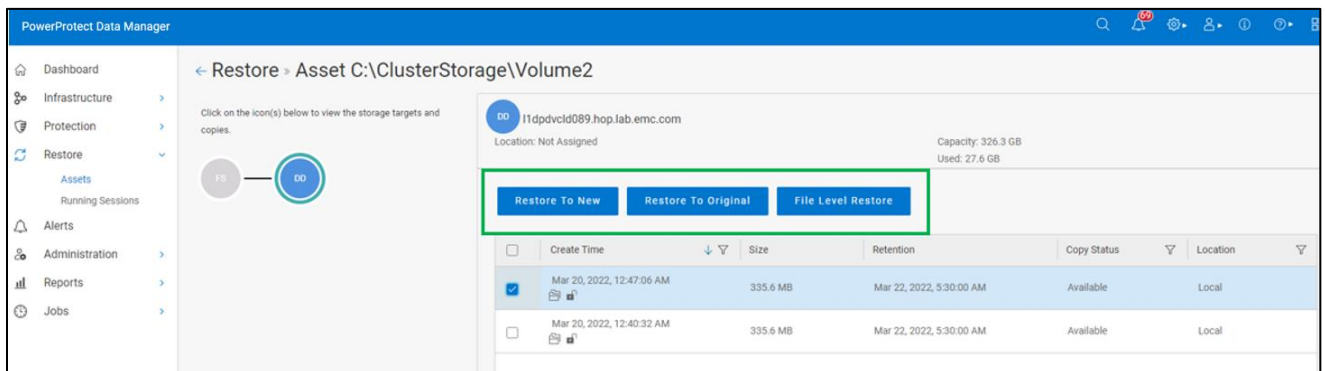 PowerProtect Data Manager
69
Dashboard
Infrastructure
Protection
Restore
Assets
Running Sessions
Alerts
Administration
Reports
Jobs
← Restore » Asset C:\ClusterStorage\Volume2
Click on the icon(s) below to view the storage targets and
copies.
FS
DD
DD
l1dpdvcld089.hop.lab.emc.com
Location: Not Assigned
Capacity: 326.3 GB
Used: 27.6 GB
Restore To New
Restore To Original
File Level Restore
Create Time Size Retention Copy Status Location
Mar 20, 2022, 12:47:06 AM 335.6 MB Mar 22, 2022, 5:30:00 AM Available Local
Mar 20, 2022, 12:40:32 AM 335.6 MB Mar 22, 2022, 5:30:00 AM Available Local